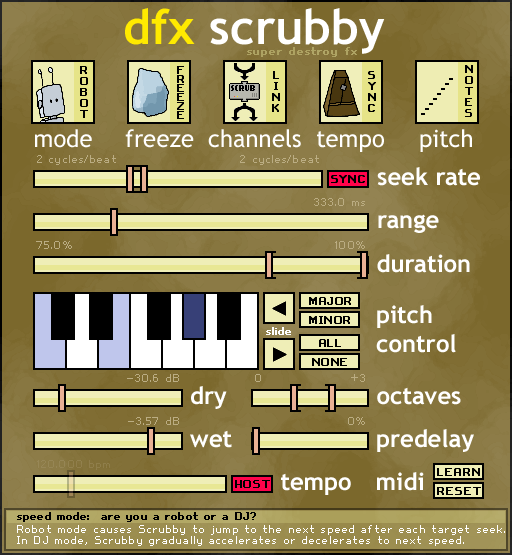 dfx scrubby
super destroy fx
ROBOT
FREEZE
SCRUB
LINK
SYNC
NOTES
mode freeze channels tempo pitch
2 cycles/beat 2 cycles/beat
SYNC seek rate
333.0 ms
range
75.0% 100%
duration
MAJOR
MINOR
slide
ALL
NONE
pitch
control
-30.6 dB 0 +3
dry octaves
-3.57 dB 0%
wet predelay
120.000 bpm
HOST tempo midi LEARN
RESET
speed mode: are you a robot or a DJ?
Robot mode causes Scrubby to jump to the next speed after each target seek.
In DJ mode, Scrubby gradually accelerates or decelerates to next speed.